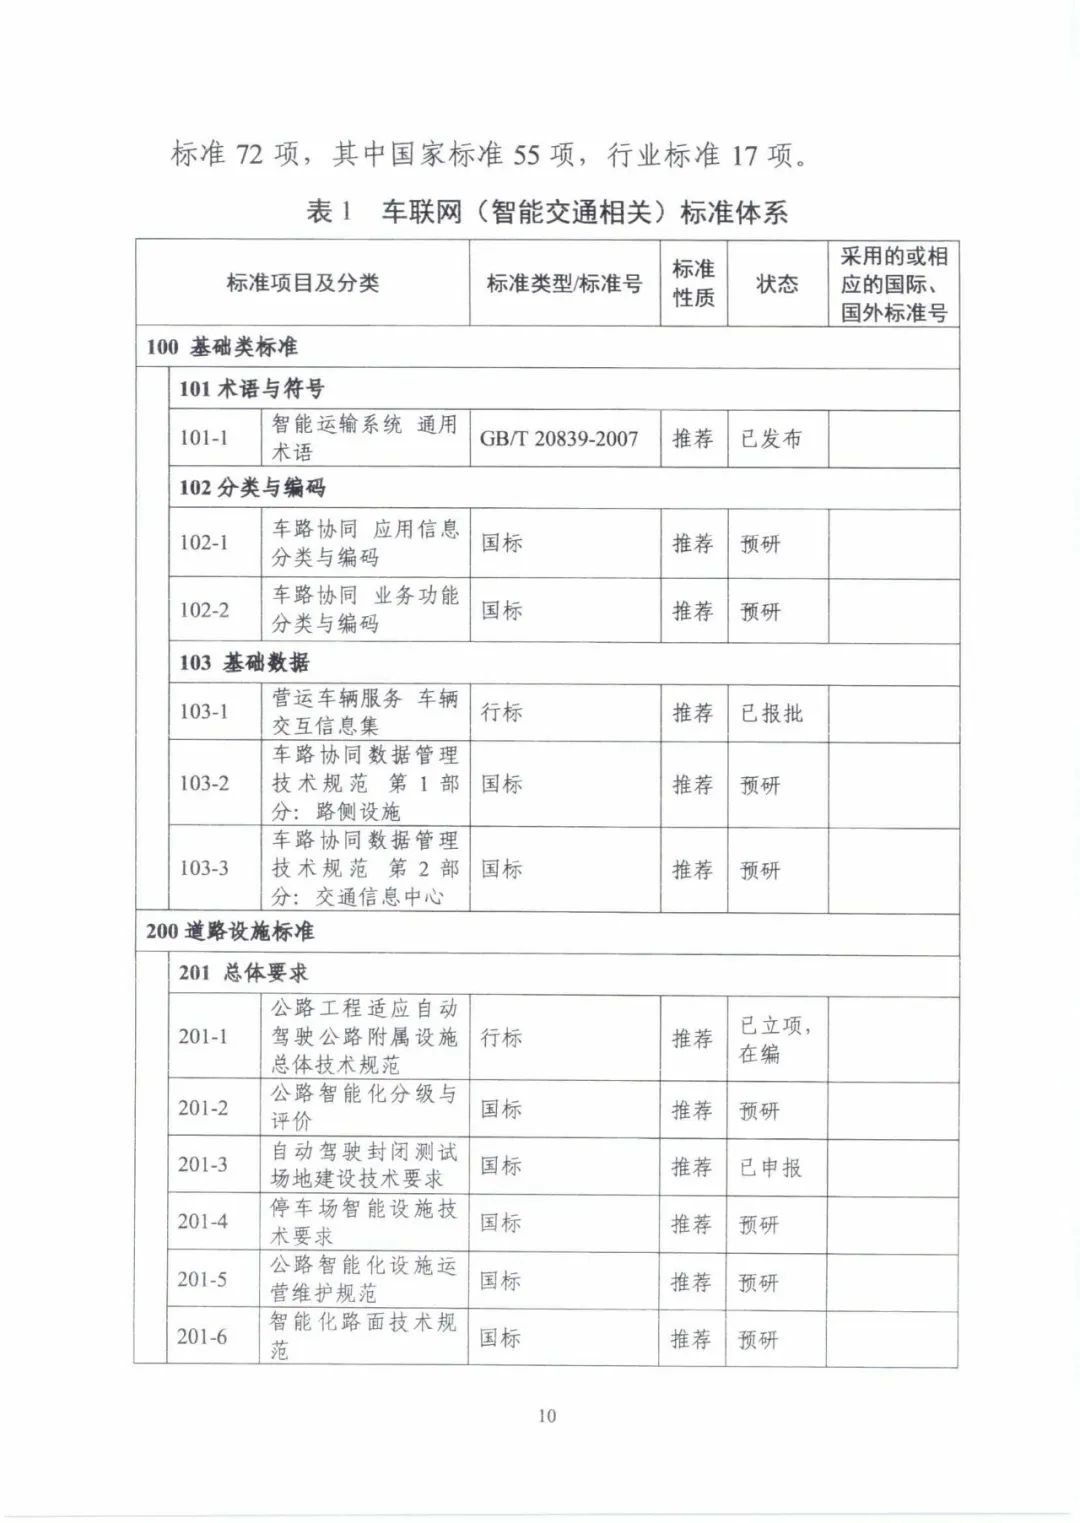 标准 72 项，其中国家标准 55 项，行业标准 17 项。
表 1 车联网（智能交通相关）标准体系
标准项目及分类 标准类型/标准号 标准性质 状态 采用的或相应的国际、国外标准号
100 基础类标准
101 术语与符号
101-1 智能运输系统 通用术语 GB/T 20839-2007 推荐 已发布
102 分类与编码
102-1 车路协同 应用信息分类与编码 国标 推荐 预研
102-2 车路协同 业务功能分类与编码 国标 推荐 预研
103 基础数据
103-1 营运车辆服务 车辆交互信息集 行标 推荐 已报批
103-2 车路协同数据管理技术规范 第 1 部分：路侧设施 国标 推荐 预研
103-3 车路协同数据管理技术规范 第 2 部分：交通信息中心 国标 推荐 预研
200 道路设施标准
201 总体要求
201-1 公路工程适应自动驾驶公路附属设施总体技术规范 行标 推荐 已立项，在编
201-2 公路智能化分级与评价 国标 推荐 预研
201-3 自动驾驶封闭测试场地建设技术要求 国标 推荐 已申报
201-4 停车场智能设施技术要求 国标 推荐 预研
201-5 公路智能化设施运营维护规范 国标 推荐 预研
201-6 智能化路面技术规范 国标 推荐 预研
10